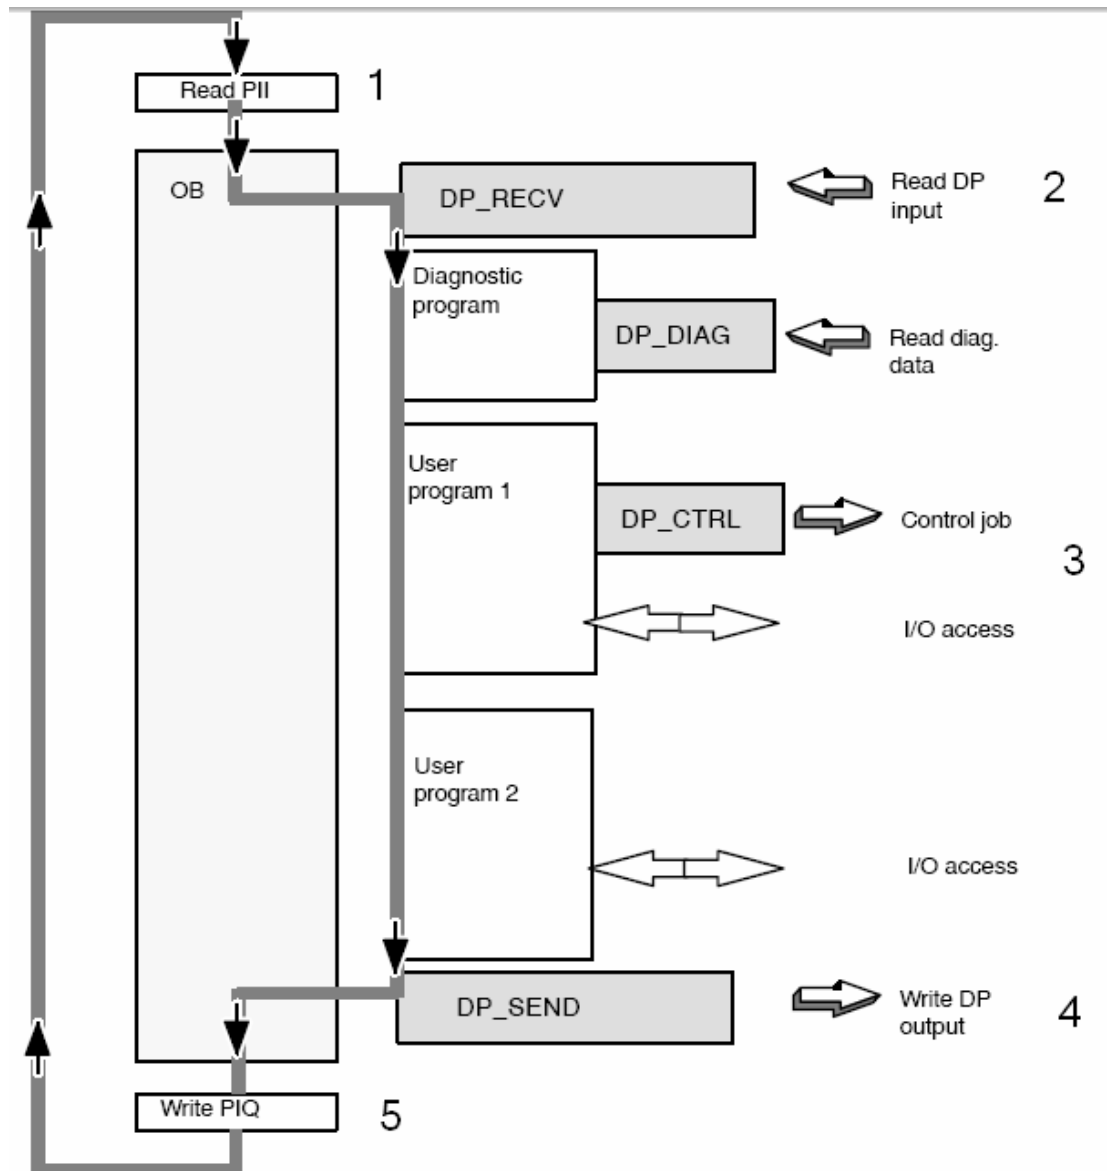 Read PII
1
OB
DP_RECV
Read DP
input
2
Diagnostic
program
DP_DIAG
Read diag.
data
User
program 1
DP_CTRL
Control job
3
I/O access
User
program 2
I/O access
DP_SEND
Write DP
output
4
Write PIQ
5